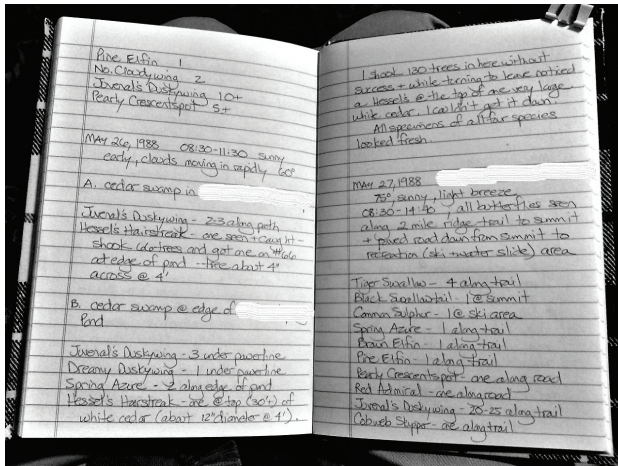 Pine Elfin 1
No. Cloudywing 2
Juvenal's Duskywing 10+
Pearly Crescentspot 5+
May 26, 1988 08:30-11:30 sunny
early, clouds moving in rapidly 60°
A. cedar swamp in
Juvenal's Duskywing - 2-3 along path
Hessel's Hairstreak - one seen + caught -
shook 66 trees and got one on #66
at edge of pond - tree about 4"
across @ 4'
B. cedar swamp @ edge of
Pond
Juvenal's Duskywing - 3 under powerline
Dreamy Duskywing - 1 under powerline
Spring Azure - 2 along edge of pond
Hessel's Hairstreak - one @ top (30') of
white cedar (about 12" diameter @ 4').
I shook 130 trees in here without
success + while turning to leave noticed
a Hessel's @ the top of one very large
white cedar. I couldn't get it down.
All specimens of all four species
looked fresh.
May 27, 1988
75°, sunny, light breeze,
08:30-14:40, all butterflies seen
along 2 mile ridge trail to summit
+ paved road down from summit to
recreation (ski + water slide) area
Tiger Swallow - 4 along trail
Black Swallowtail - 1 @ summit
Common Sulphur - 1 @ ski area
Spring Azure - 1 along trail
Brown Elfin - 1 along trail
Pine Elfin - 1 along trail
Pearly Crescentspot - one along road
Red Admiral - one along road
Juvenal's Duskywing - 20-25 along trail
Cobweb Skipper - one along trail